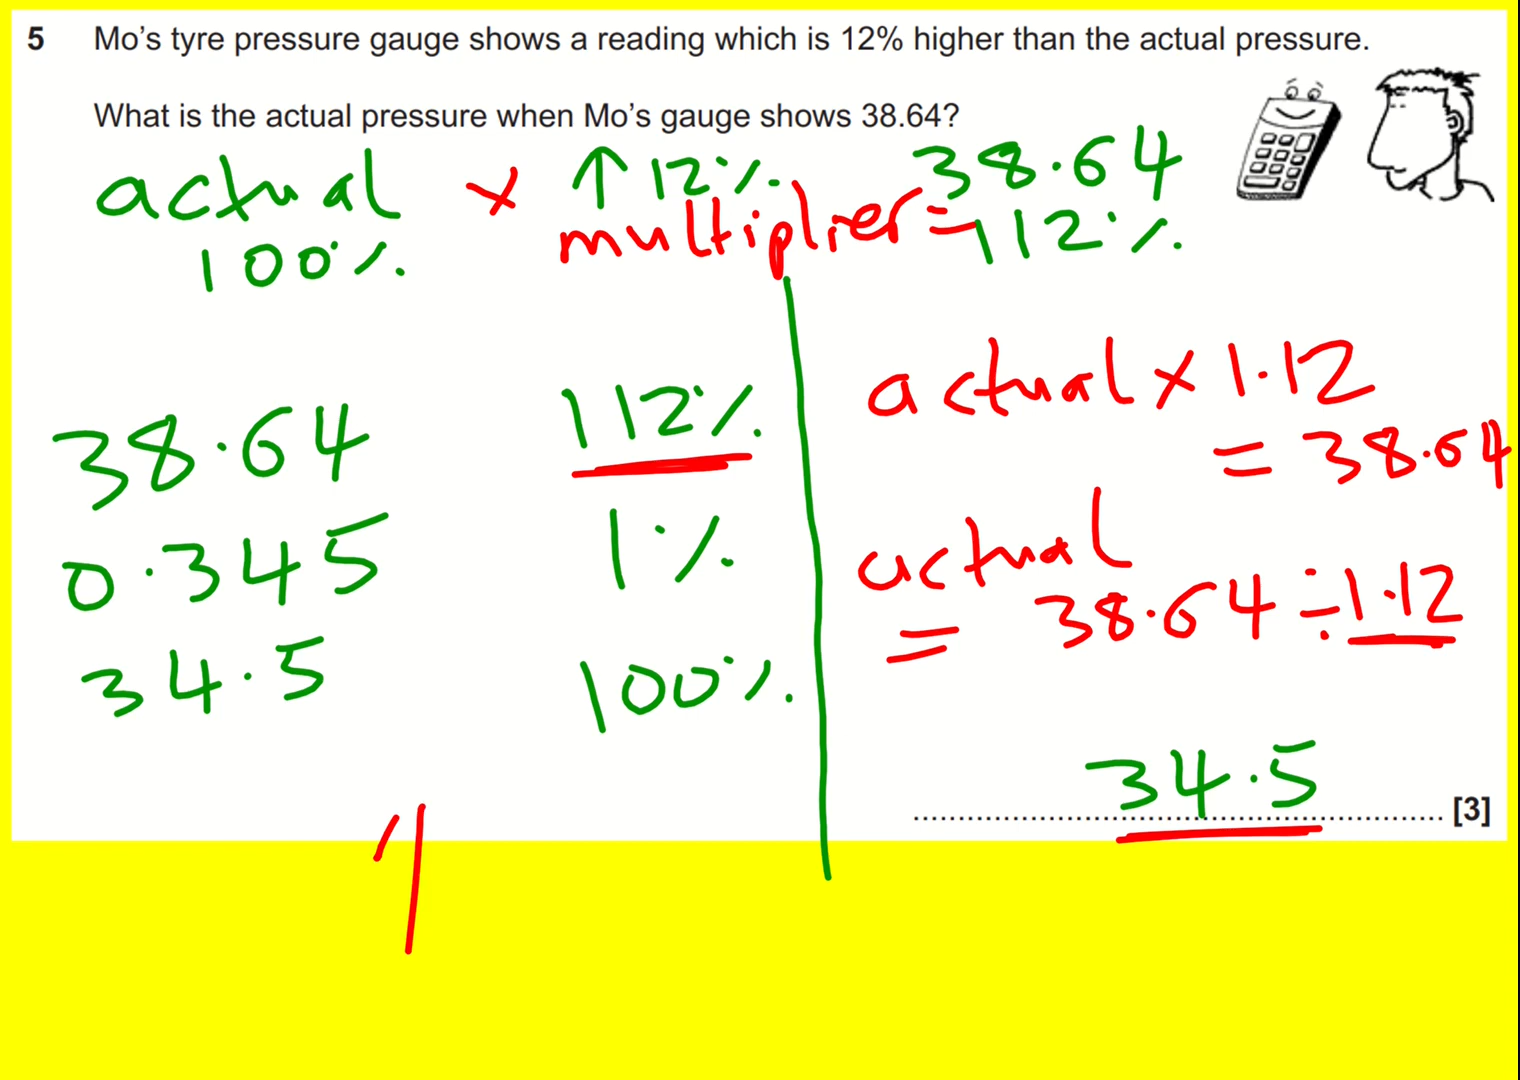 5 Mo's tyre pressure gauge shows a reading which is 12% higher than the actual pressure.
What is the actual pressure when Mo's gauge shows 38.64?
actual × ↑ 12% 38.64
100% multiplier = 112%
38.64 112%
0.345 1%
34.5 100%
actual × 1.12
= 38.64
actual
= 38.64 ÷ 1.12
34.5
[3]
1